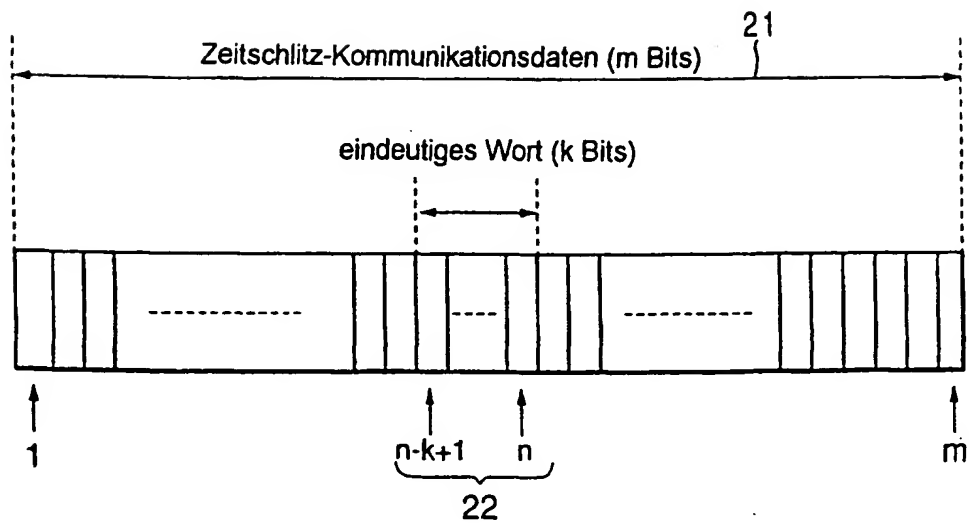 21
Zeitschlitz-Kommunikationsdaten (m Bits)
eindeutiges Wort (k Bits)
1
n-k+1
n
m
22